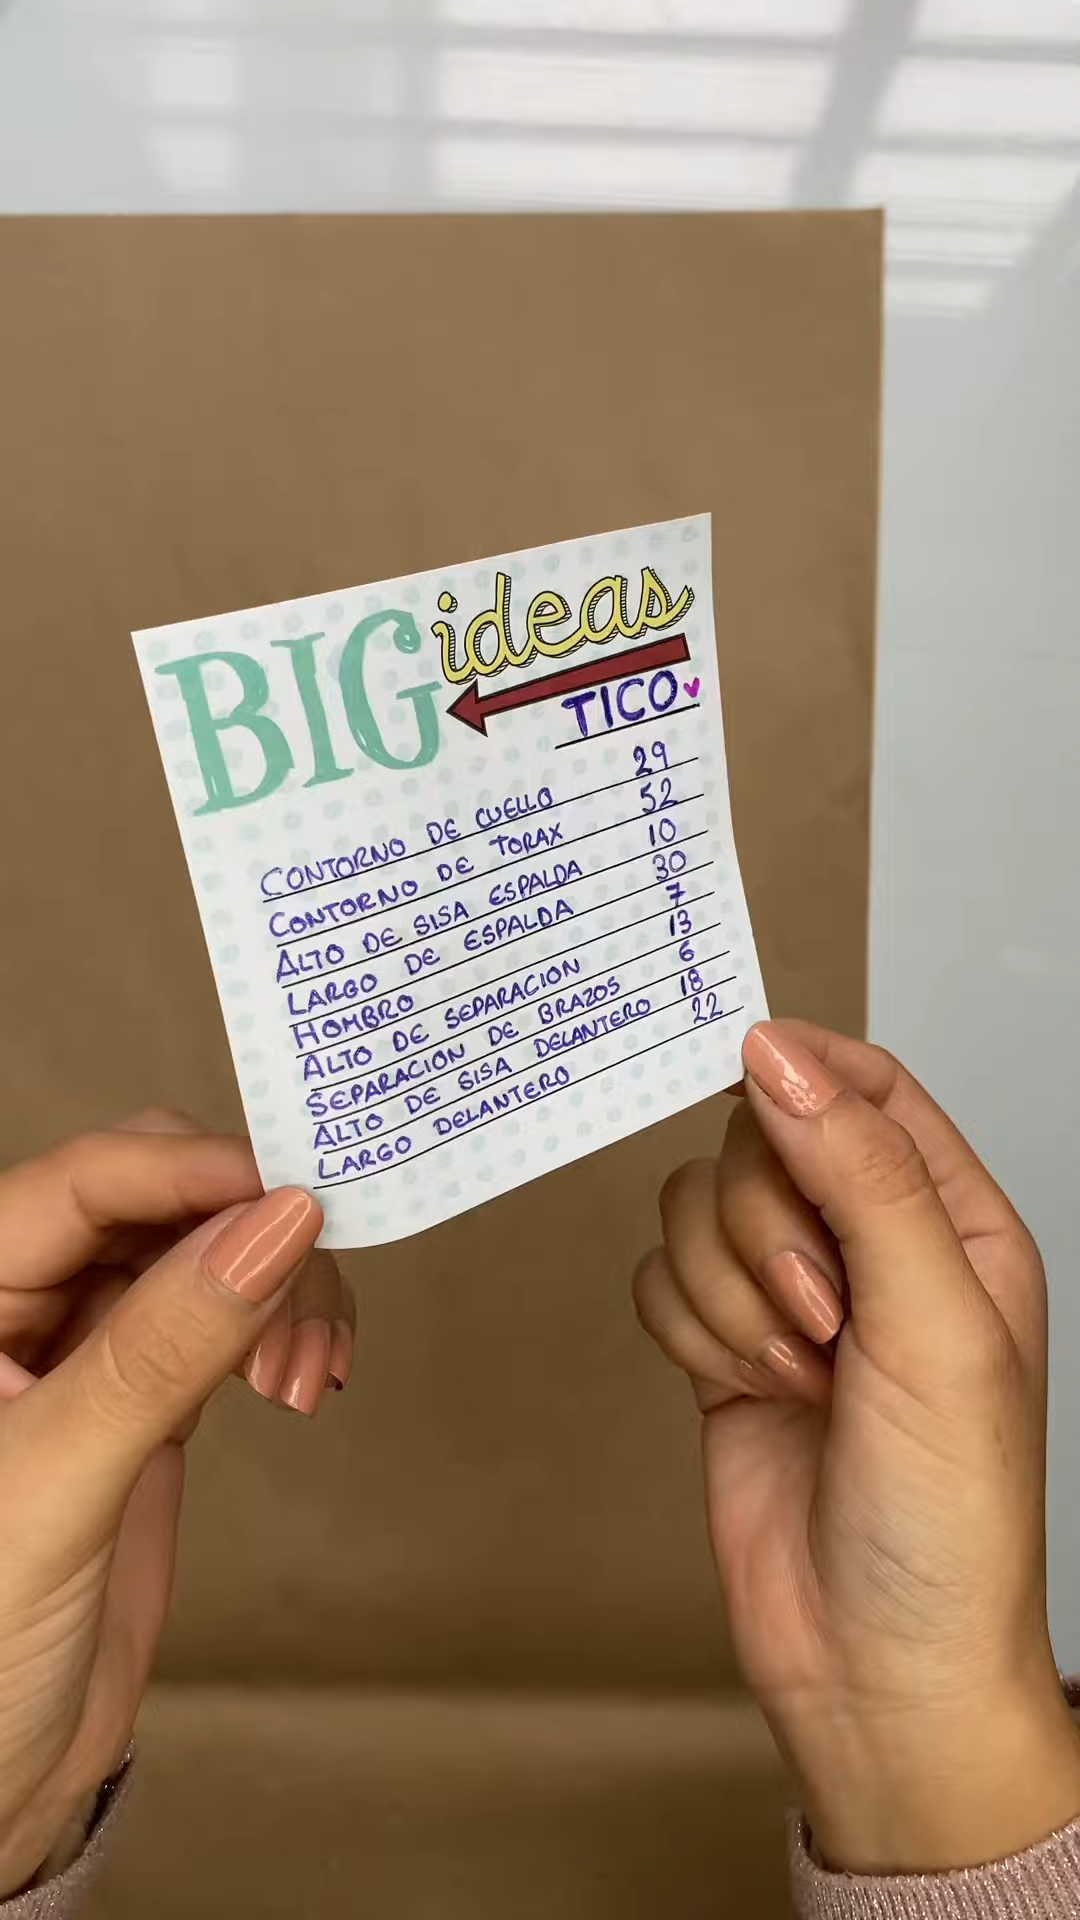 BIG ideas
TICO
CONTORNO DE CUELLO 29
CONTORNO DE TORAX 52
ALTO DE SISA ESPALDA 10
LARGO DE ESPALDA 30
HOMBRO 7
ALTO DE SEPARACION 13
SEPARACION DE BRAZOS 6
ALTO DE SISA DELANTERO 18
LARGO DELANTERO 22